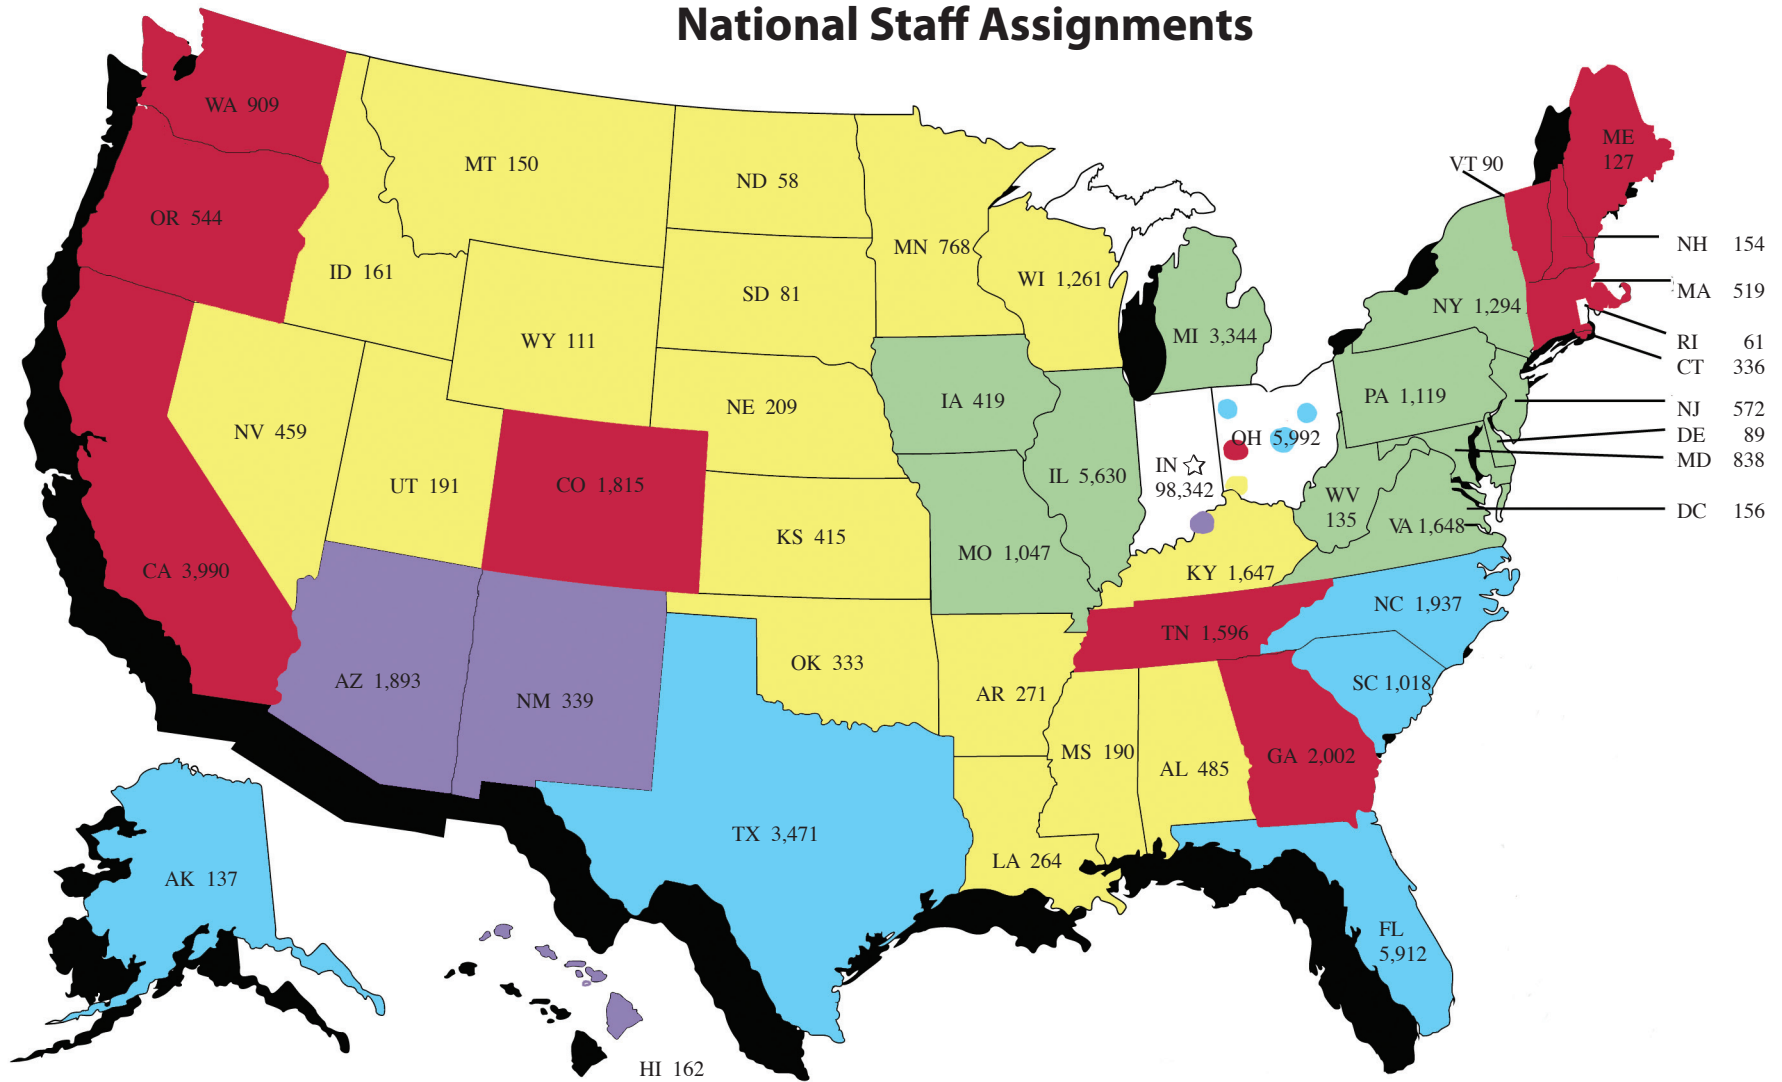 National Staff Assignments
WA 909
MT 150
ND 58
ME
127
VT 90
OR 544
ID 161
MN 768
SD 81
WI 1,261
NH 154
MA 519
NY 1,294
WY 111
MI 3,344
RI 61
CT 336
NE 209
IA 419
PA 1,119
NJ 572
NV 459
OH 5,992
DE 89
MD 838
UT 191
CO 1,815
IL 5,630
IN
98,342
WV
135
DC 156
KS 415
MO 1,047
VA 1,648
CA 3,990
KY 1,647
NC 1,937
TN 1,596
OK 333
AZ 1,893
NM 339
AR 271
SC 1,018
MS 190
AL 485
GA 2,002
TX 3,471
LA 264
AK 137
FL
5,912
HI 162